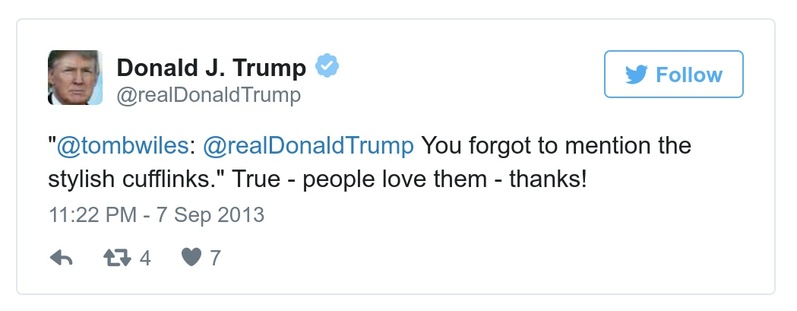 Donald J. Trump
@realDonaldTrump
Follow
"@tombwiles: @realDonaldTrump You forgot to mention the
stylish cufflinks." True - people love them - thanks!
11:22 PM - 7 Sep 2013
4 7